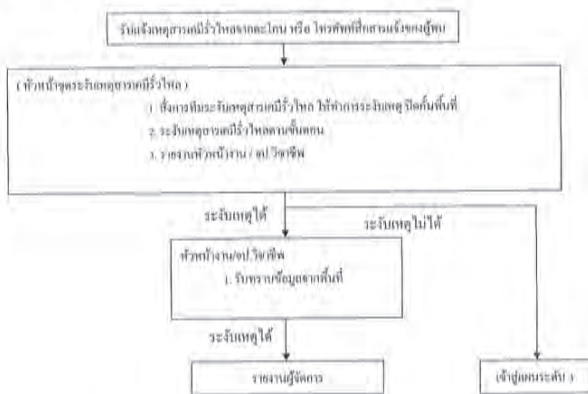 รับแจ้งเหตุสารเคมีรั่วไหลจากตะโกน หรือ โทรศัพท์สื่อสารแจ้งของผู้พบ
( หัวหน้าชุดระงับเหตุสารเคมีรั่วไหล )
1. สั่งการทีมระงับเหตุสารเคมีรั่วไหล ให้ทำการระงับเหตุ ปิดกั้นพื้นที่
2. ระงับเหตุสารเคมีรั่วไหลตามขั้นตอน
3. รายงานหัวหน้างาน / จป.วิชาชีพ
ระงับเหตุได้
ระงับเหตุไม่ได้
หัวหน้างาน/จป.วิชาชีพ
1. รับทราบข้อมูลจากพื้นที่
ระงับเหตุได้
รายงานผู้จัดการ
(เข้าสู่แผนระดับ )